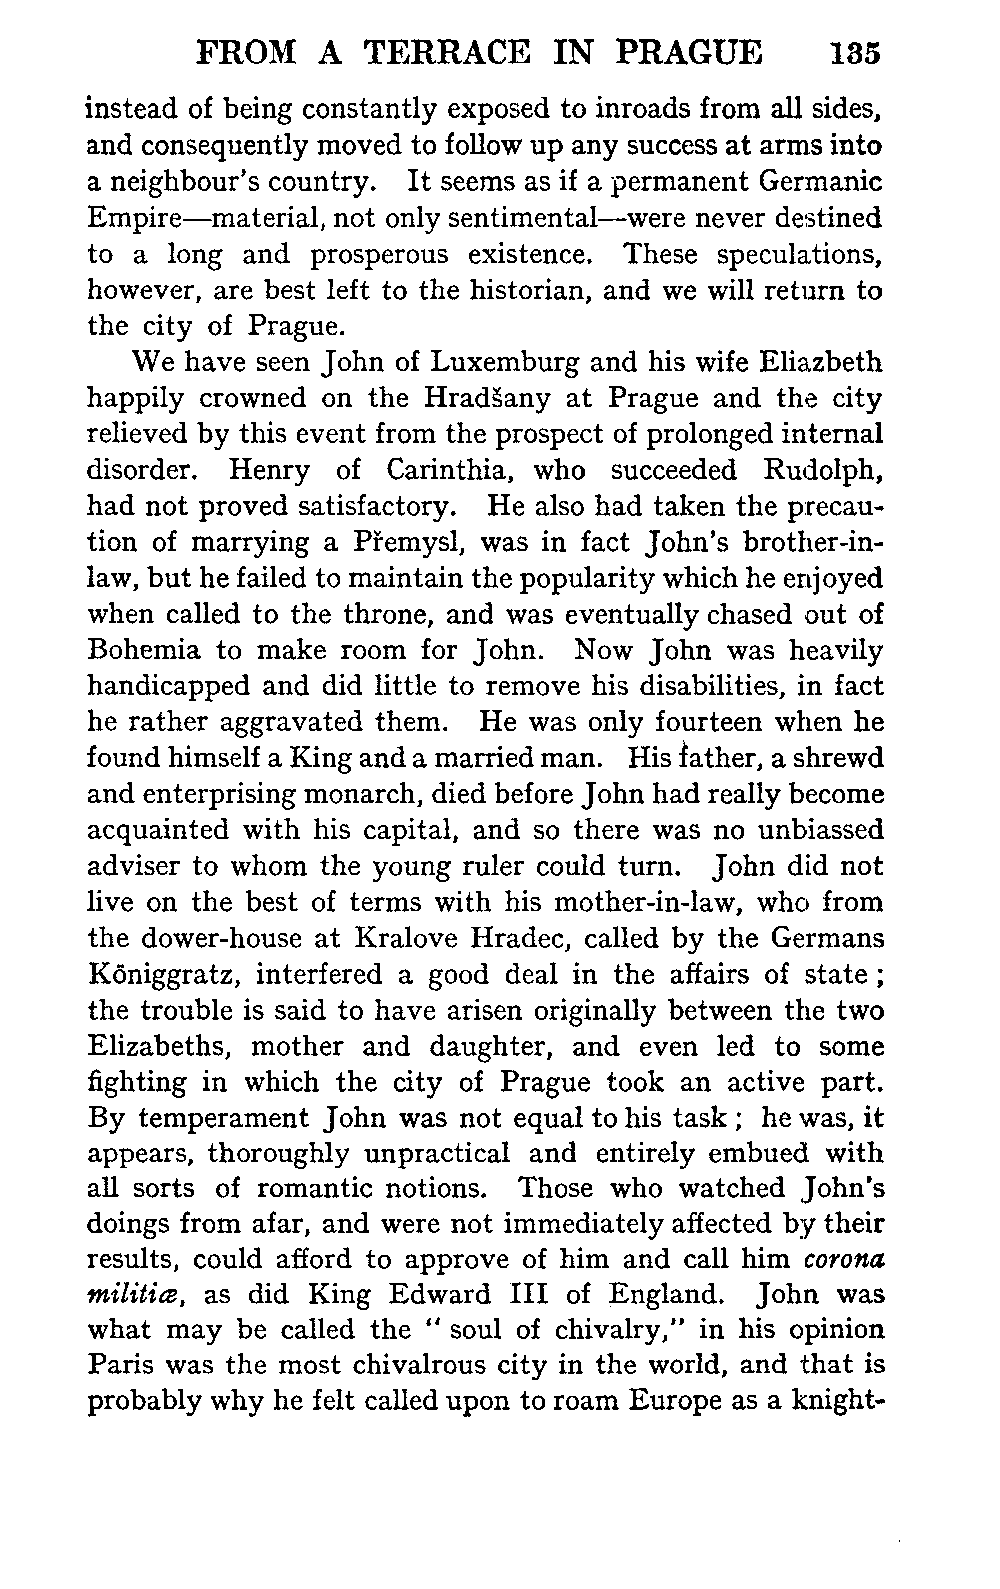 FROM A TERRACE IN PRAGUE 135
instead of being constantly exposed to inroads from all sides,
and consequently moved to follow up any success at arms into
a neighbour's country. It seems as if a permanent Germanic
Empire—material, not only sentimental—were never destined
to a long and prosperous existence. These speculations,
however, are best left to the historian, and we will return to
the city of Prague.
We have seen John of Luxemburg and his wife Eliazbeth
happily crowned on the Hradšany at Prague and the city
relieved by this event from the prospect of prolonged internal
disorder. Henry of Carinthia, who succeeded Rudolph,
had not proved satisfactory. He also had taken the precau-
tion of marrying a Přemysl, was in fact John's brother-in-
law, but he failed to maintain the popularity which he enjoyed
when called to the throne, and was eventually chased out of
Bohemia to make room for John. Now John was heavily
handicapped and did little to remove his disabilities, in fact
he rather aggravated them. He was only fourteen when he
found himself a King and a married man. His father, a shrewd
and enterprising monarch, died before John had really become
acquainted with his capital, and so there was no unbiassed
adviser to whom the young ruler could turn. John did not
live on the best of terms with his mother-in-law, who from
the dower-house at Kralove Hradec, called by the Germans
Königgratz, interfered a good deal in the affairs of state ;
the trouble is said to have arisen originally between the two
Elizabeths, mother and daughter, and even led to some
fighting in which the city of Prague took an active part.
By temperament John was not equal to his task ; he was, it
appears, thoroughly unpractical and entirely embued with
all sorts of romantic notions. Those who watched John's
doings from afar, and were not immediately affected by their
results, could afford to approve of him and call him corona
militiæ, as did King Edward III of England. John was
what may be called the " soul of chivalry," in his opinion
Paris was the most chivalrous city in the world, and that is
probably why he felt called upon to roam Europe as a knight-